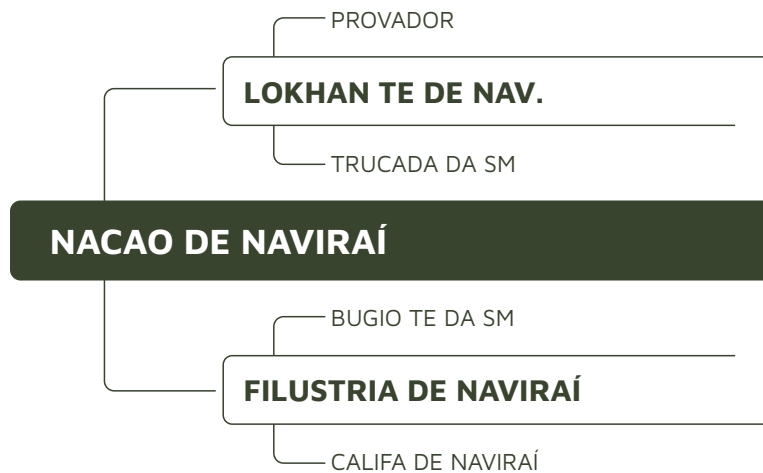 PROVADOR
LOKHAN TE DE NAV.
TRUCADA DA SM
NACAO DE NAVIRAÍ
BUGIO TE DA SM
FILUSTRIA DE NAVIRAÍ
CALIFA DE NAVIRAÍ